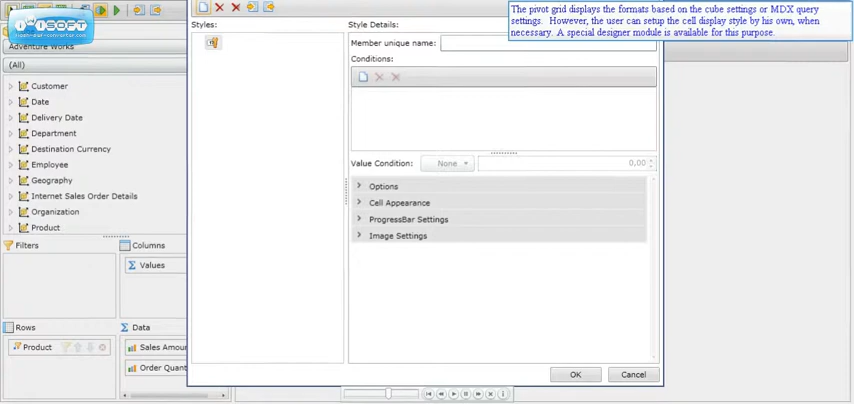 The pivot grid displays the formats based on the cube settings or MDX query
settings. However, the user can setup the cell display style by his own, when
necessary. A special designer module is available for this purpose.
Adventure Works
(All)
Customer
Date
Delivery Date
Department
Destination Currency
Employee
Geography
Internet Sales Order Details
Organization
Product
Filters
Columns
Values
Rows
Data
Product
Sales Amou
Order Quant
Styles:
Style Details:
Member unique name:
Conditions:
Value Condition:
None
0,00
Options
Cell Appearance
ProgressBar Settings
Image Settings
OK
Cancel